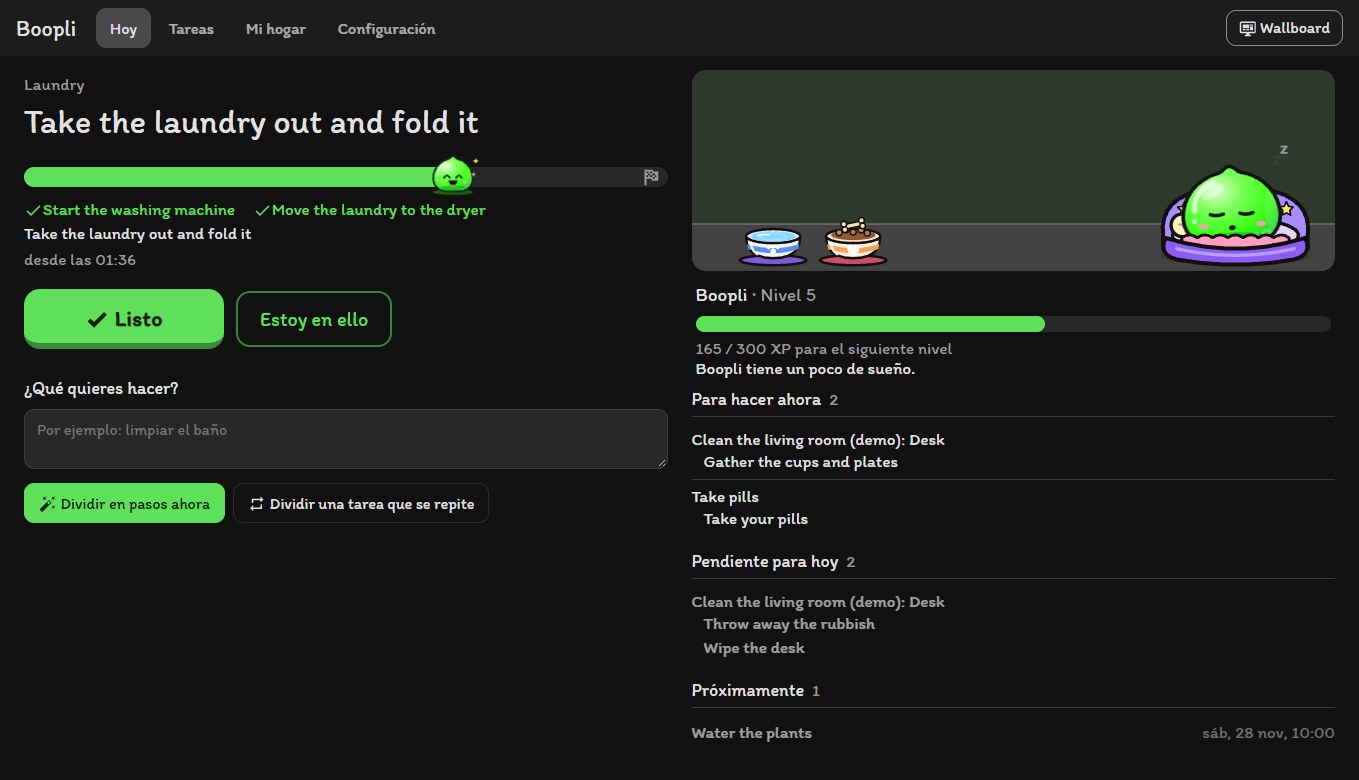 Boopli Hoy Tareas Mi hogar Configuración Wallboard
Laundry
Take the laundry out and fold it
Start the washing machine Move the laundry to the dryer
Take the laundry out and fold it
desde las 01:36
Listo Estoy en ello
¿Qué quieres hacer?
Por ejemplo: limpiar el baño
Dividir en pasos ahora Dividir una tarea que se repite
z
z
Boopli · Nivel 5
165 / 300 XP para el siguiente nivel
Boopli tiene un poco de sueño.
Para hacer ahora 2
Clean the living room (demo): Desk
Gather the cups and plates
Take pills
Take your pills
Pendiente para hoy 2
Clean the living room (demo): Desk
Throw away the rubbish
Wipe the desk
Próximamente 1
Water the plants sáb, 28 nov, 10:00